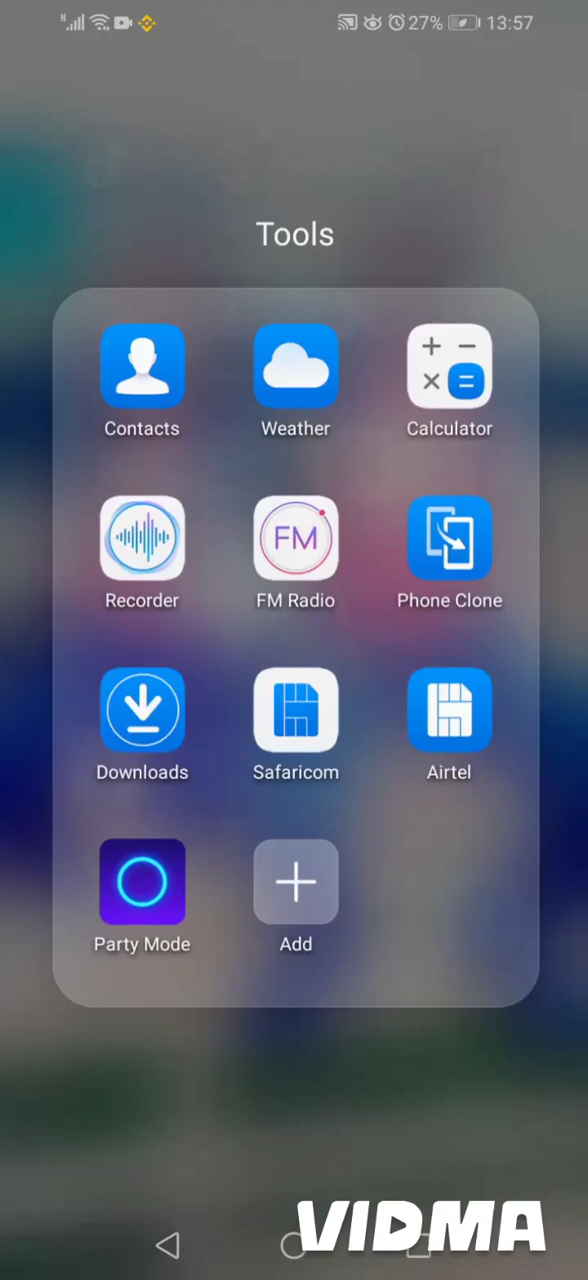 H 27% 13:57
Tools
Contacts Weather Calculator
Recorder FM FM Radio Phone Clone
Downloads Safaricom Airtel
Party Mode Add
VIDMA